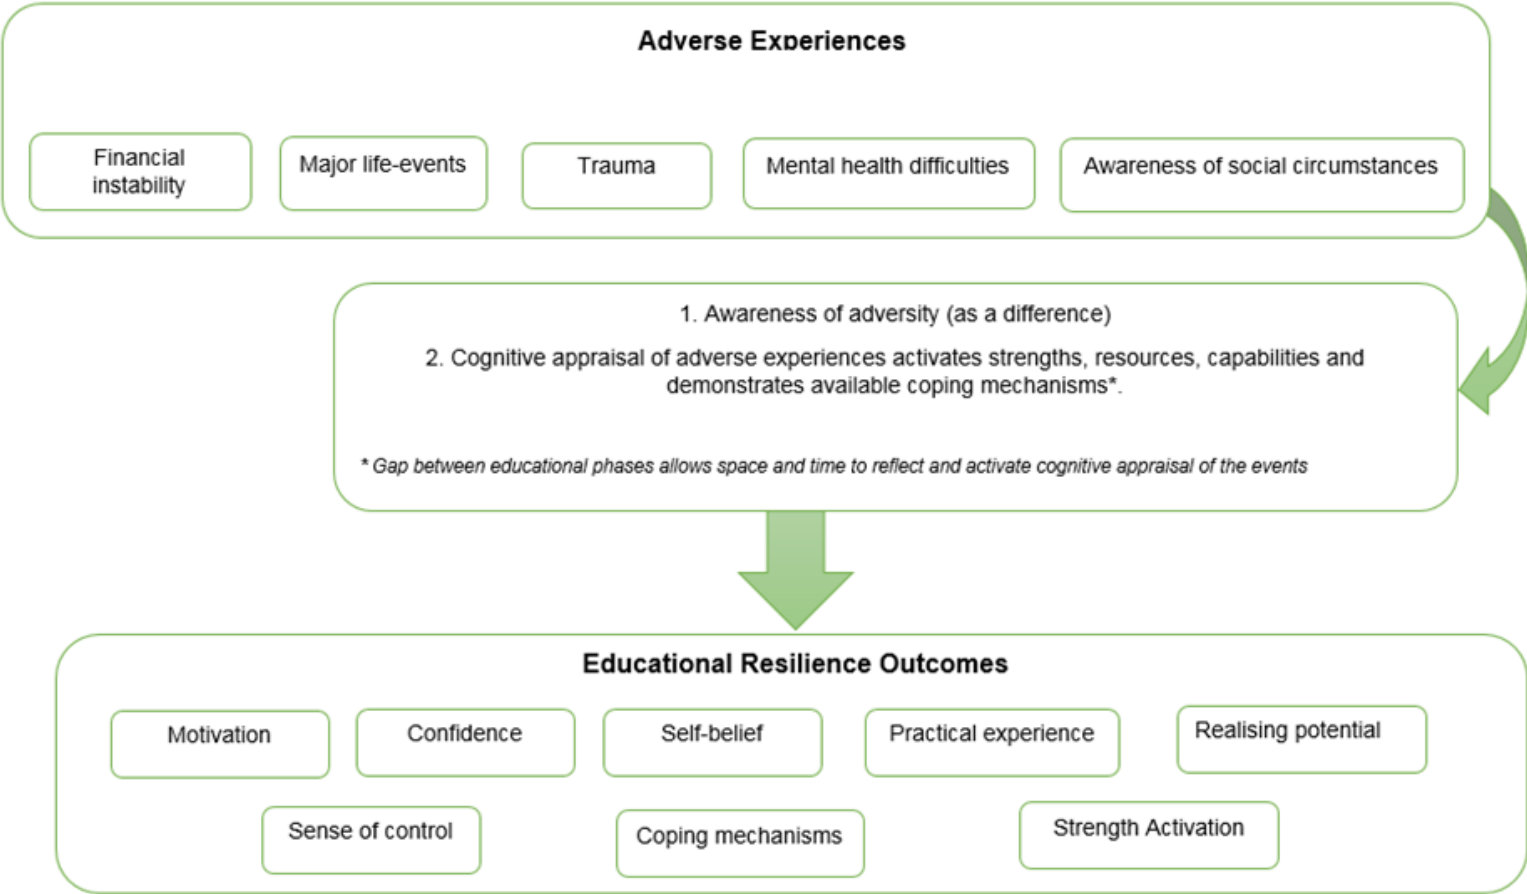 Adverse Experiences
Financial
instability
Major life-events
Trauma
Mental health difficulties
Awareness of social circumstances
1. Awareness of adversity (as a difference)
2. Cognitive appraisal of adverse experiences activates strengths, resources, capabilities and
demonstrates available coping mechanisms*.
* Gap between educational phases allows space and time to reflect and activate cognitive appraisal of the events
Educational Resilience Outcomes
Motivation
Confidence
Self-belief
Practical experience
Realising potential
Sense of control
Coping mechanisms
Strength Activation